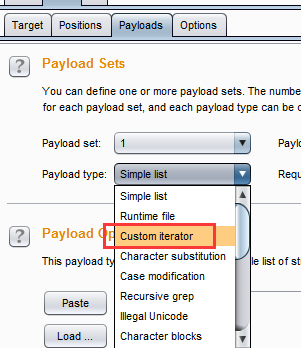 Target Positions Payloads Options
? Payload Sets
You can define one or more payload sets. The numbe
for each payload set, and each payload type can be c
Payload set: 1 Paylo
Payload type: Simple list Requ
Simple list
Runtime file
? Payload Op
Custom iterator
This payload ty le list of st
Character substitution
Case modification
Paste
Recursive grep
Illegal Unicode
Load ...
Character blocks